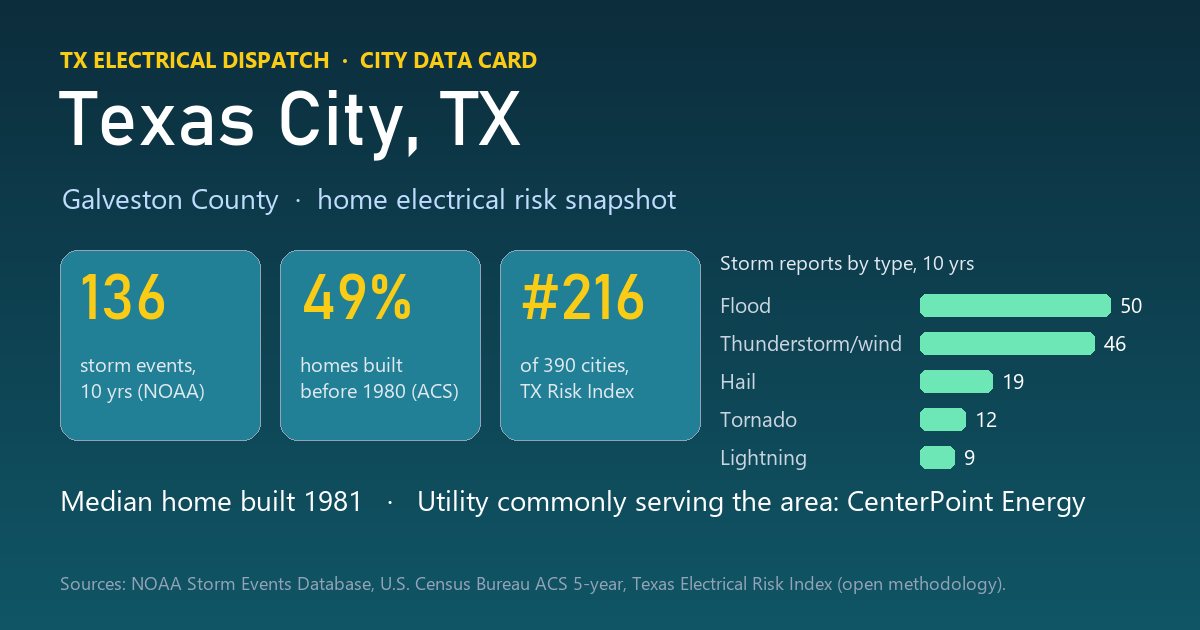 TX ELECTRICAL DISPATCH · CITY DATA CARD
Texas City, TX
Galveston County · home electrical risk snapshot
136
storm events,
10 yrs (NOAA)
49%
homes built
before 1980 (ACS)
#216
of 390 cities,
TX Risk Index
Storm reports by type, 10 yrs
Flood 50
Thunderstorm/wind 46
Hail 19
Tornado 12
Lightning 9
Median home built 1981 · Utility commonly serving the area: CenterPoint Energy
Sources: NOAA Storm Events Database, U.S. Census Bureau ACS 5-year, Texas Electrical Risk Index (open methodology).